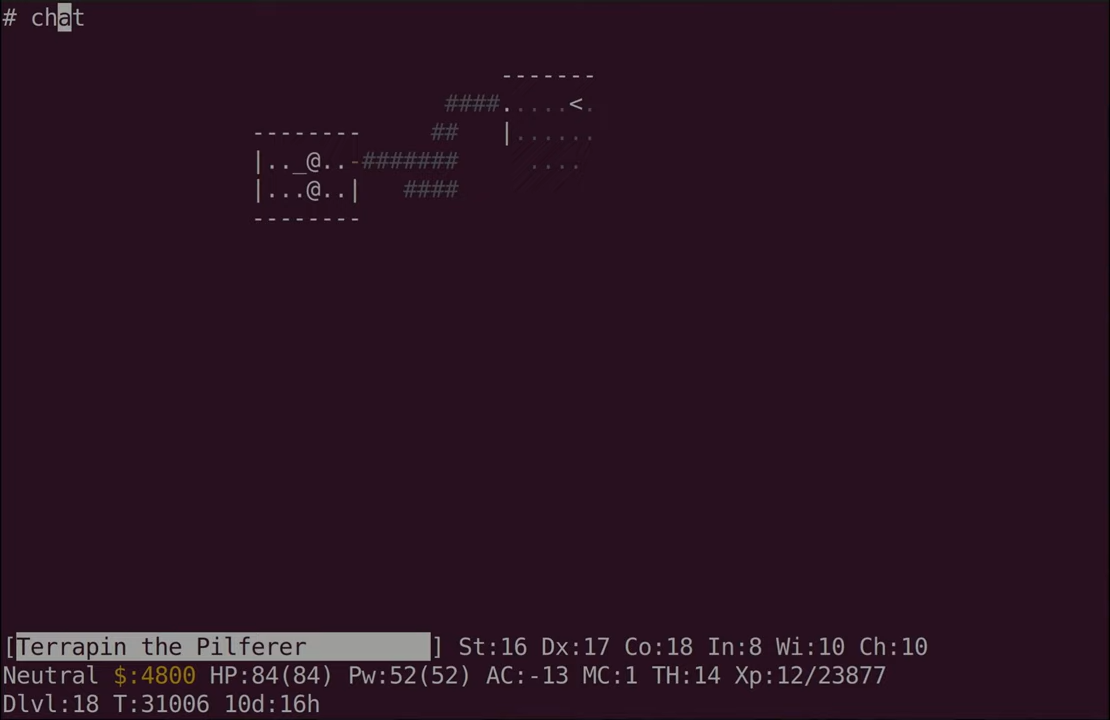 # chat
-------
####.....<.
--------   ##   |......
|.._@..-#######   ....
|...@..|   ####
--------
[Terrapin the Pilferer] St:16 Dx:17 Co:18 In:8 Wi:10 Ch:10
Neutral $:4800 HP:84(84) Pw:52(52) AC:-13 MC:1 TH:14 Xp:12/23877
Dlvl:18 T:31006 10d:16h